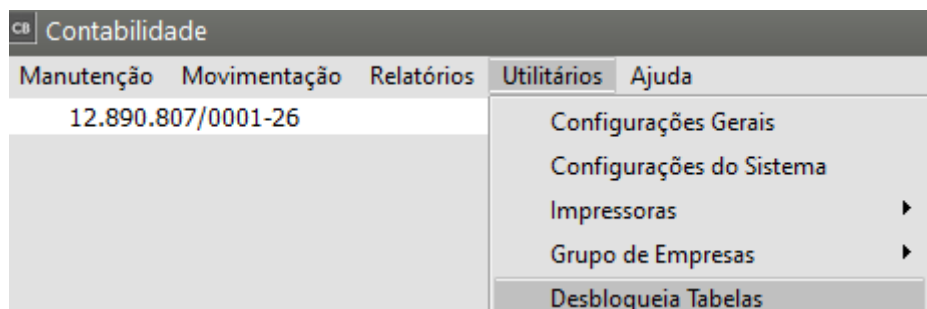 CB Contabilidade
Manutenção Movimentação Relatórios Utilitários Ajuda
12.890.807/0001-26
Configurações Gerais
Configurações do Sistema
Impressoras
Grupo de Empresas
Desbloqueia Tabelas